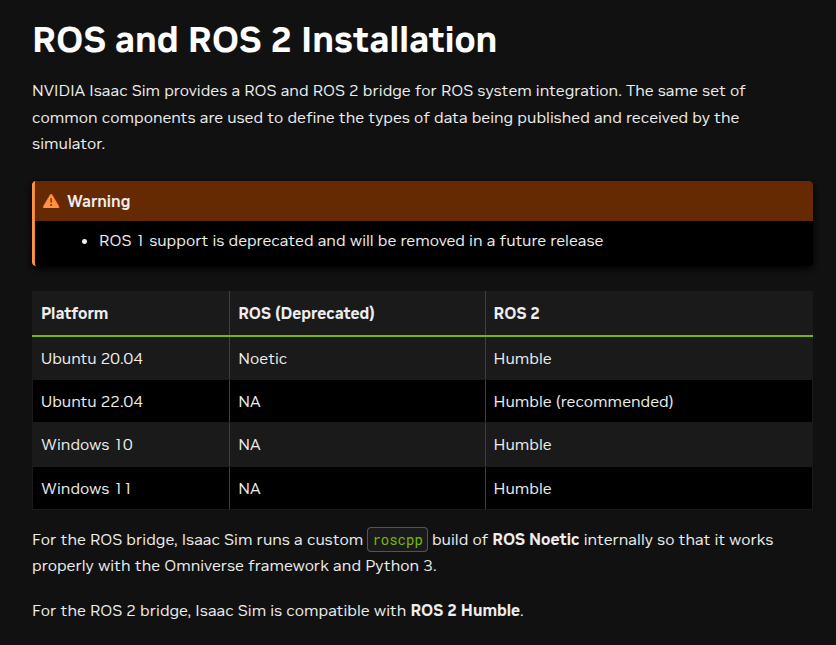 ROS and ROS 2 Installation
NVIDIA Isaac Sim provides a ROS and ROS 2 bridge for ROS system integration. The same set of
common components are used to define the types of data being published and received by the
simulator.
Warning
• ROS 1 support is deprecated and will be removed in a future release
Platform ROS (Deprecated) ROS 2
Ubuntu 20.04 Noetic Humble
Ubuntu 22.04 NA Humble (recommended)
Windows 10 NA Humble
Windows 11 NA Humble
For the ROS bridge, Isaac Sim runs a custom roscpp build of ROS Noetic internally so that it works
properly with the Omniverse framework and Python 3.
For the ROS 2 bridge, Isaac Sim is compatible with ROS 2 Humble.